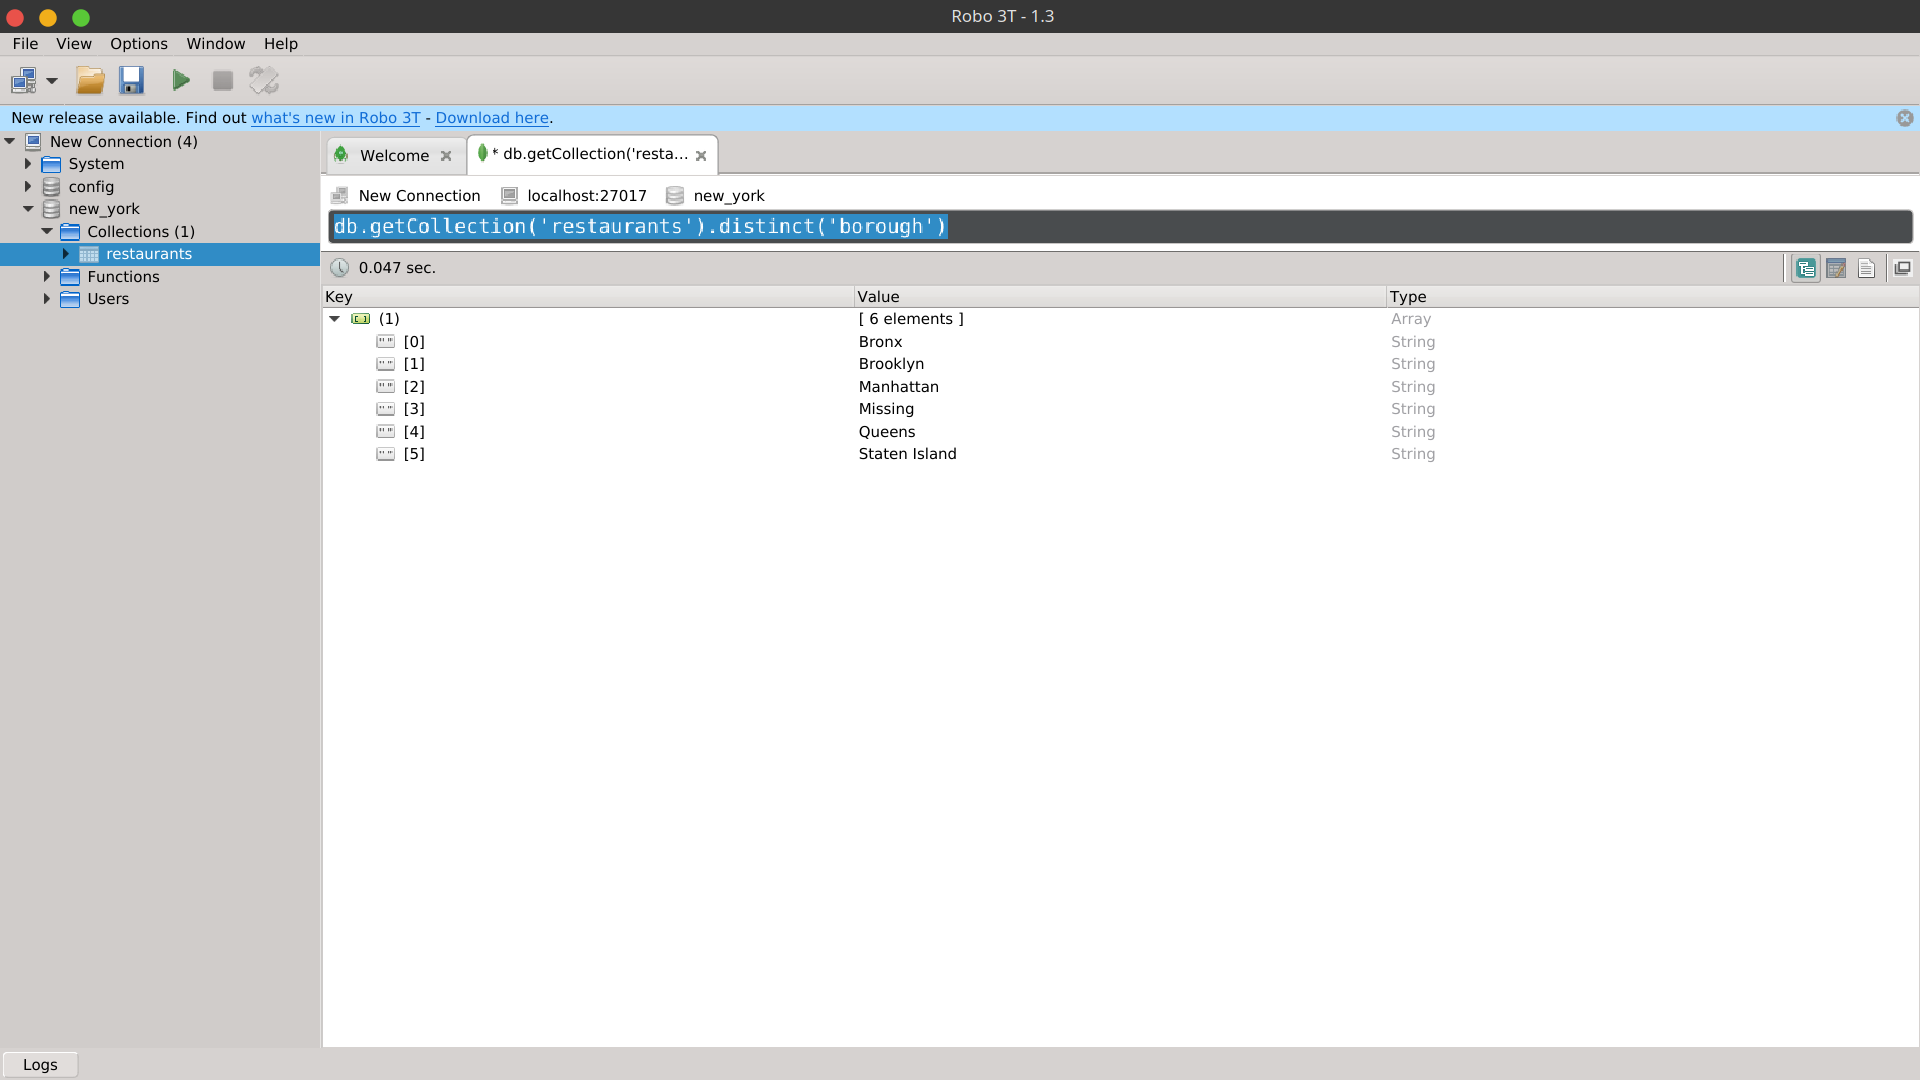 Robo 3T - 1.3
File View Options Window Help
New release available. Find out what's new in Robo 3T - Download here.
New Connection (4)
System
config
new_york
Collections (1)
restaurants
Functions
Users
Welcome
* db.getCollection('resta...
New Connection localhost:27017 new_york
db.getCollection('restaurants').distinct('borough')
0.047 sec.
Key Value Type
(1) [ 6 elements ] Array
[0] Bronx String
[1] Brooklyn String
[2] Manhattan String
[3] Missing String
[4] Queens String
[5] Staten Island String
Logs